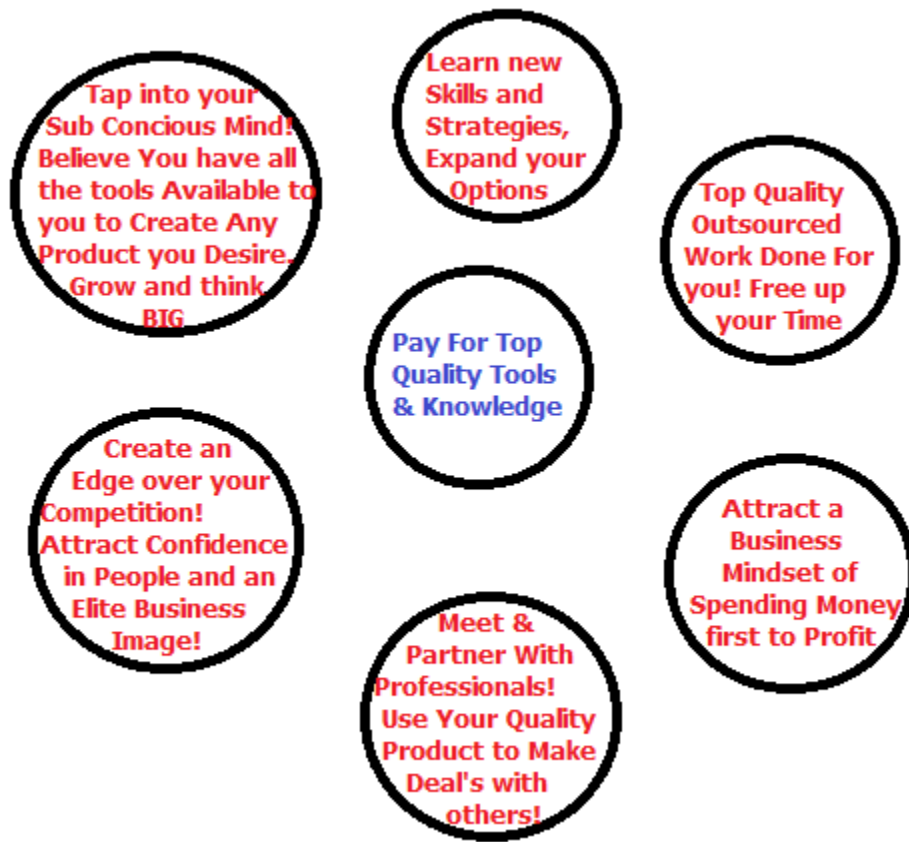 Tap into your
Sub Concious Mind!
Believe You have all
the tools Available to
you to Create Any
Product you Desire.
Grow and think
BIG
Learn new
Skills and
Strategies,
Expand your
Options
Top Quality
Outsourced
Work Done For
you! Free up
your Time
Pay For Top
Quality Tools
& Knowledge
Create an
Edge over your
Competition!
Attract Confidence
in People and an
Elite Business
Image!
Attract a
Business
Mindset of
Spending Money
first to Profit
Meet &
Partner With
Professionals!
Use Your Quality
Product to Make
Deal's with
others!